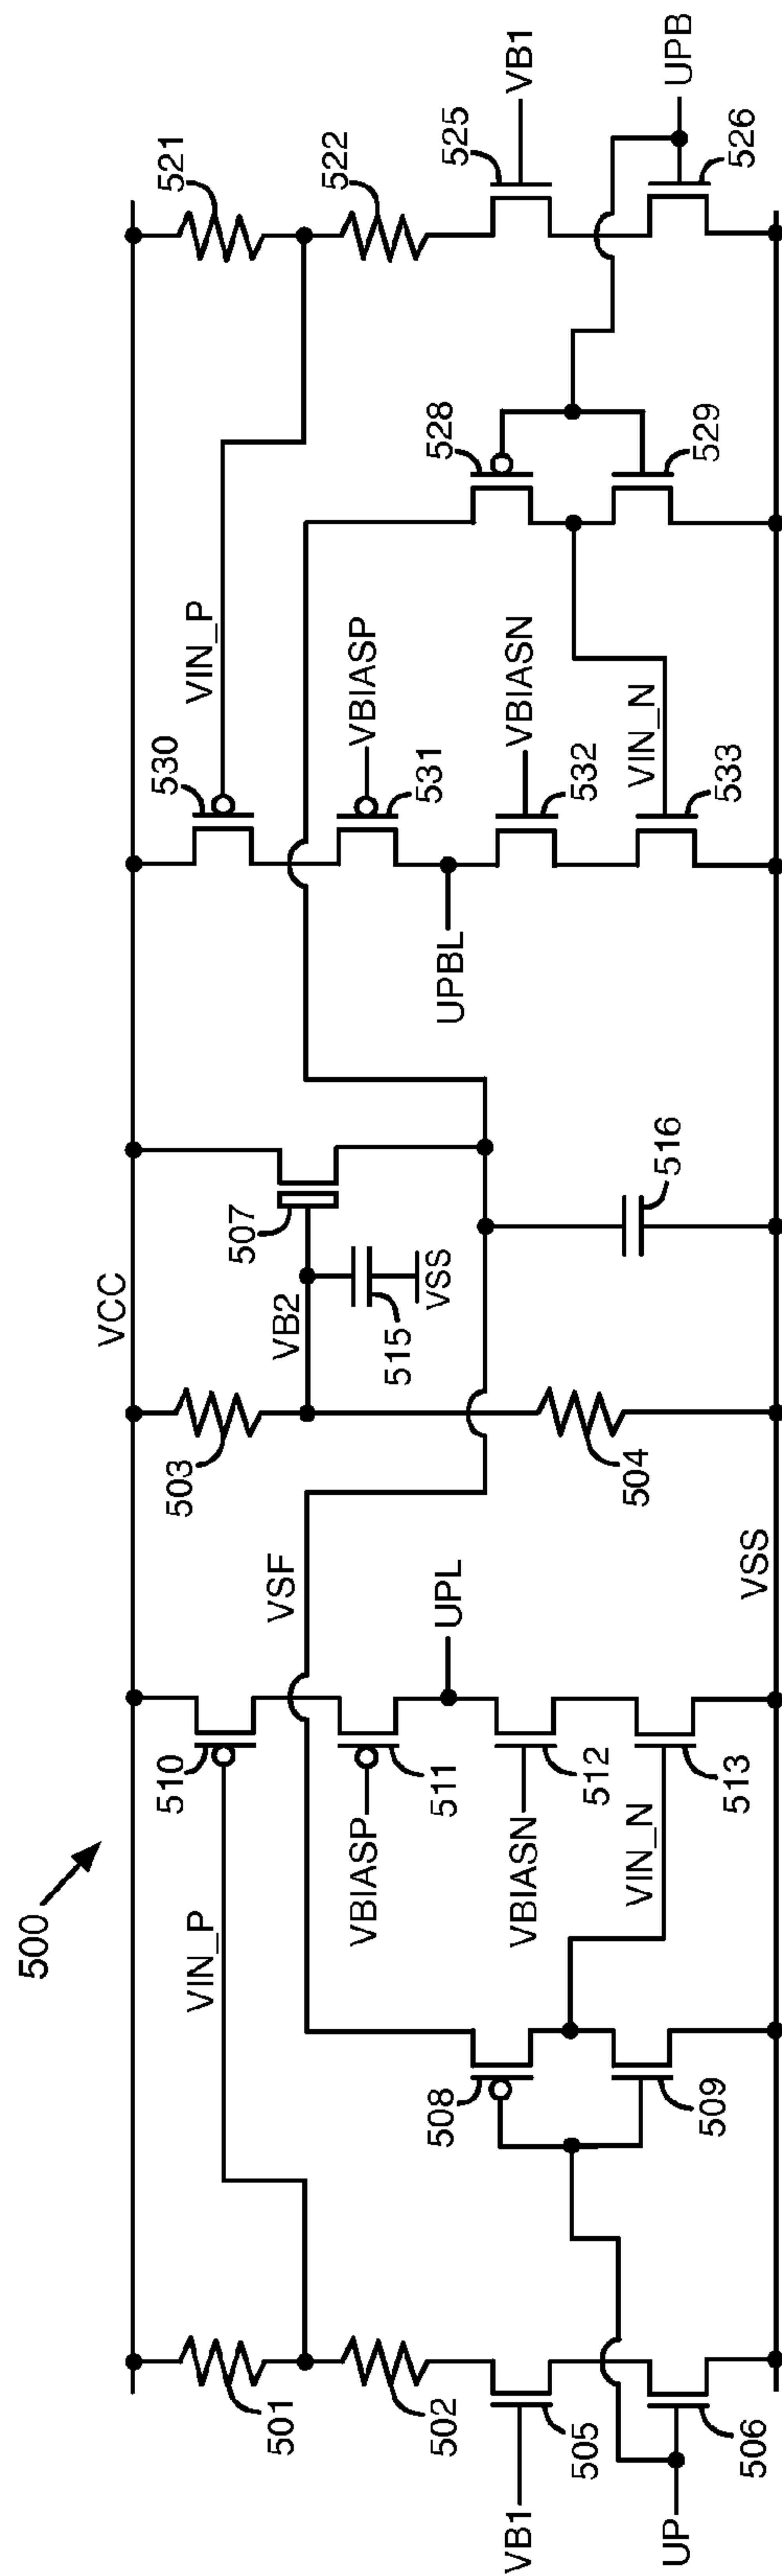 500
VCC
VIN_P
510
VSF
503
VB2
507
515
VSS
VIN_P
530
521
501
502
VB1
505
UP
506
508
509
VBIASP
511
UPL
VBIASN
512
VIN_N
513
504
516
VSS
UPBL
VBIASP
531
VBIASN
532
VIN_N
533
528
529
522
525
VB1
UPB
526